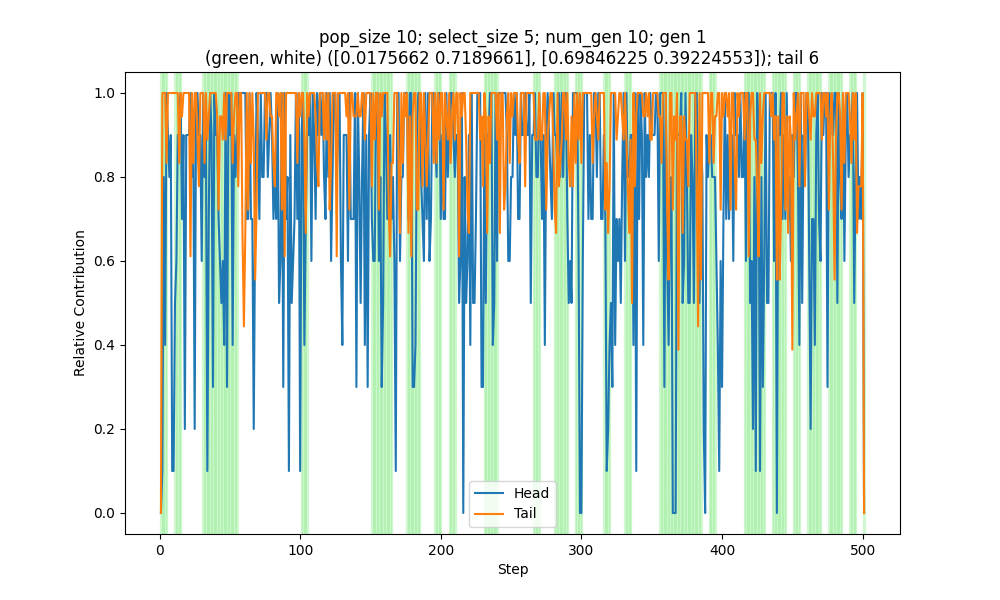 pop_size 10; select_size 5; num_gen 10; gen 1
(green, white) ([0.0175662 0.7189661], [0.69846225 0.39224553]); tail 6
Relative Contribution
1.0
0.8
0.6
0.4
0.2
0.0
Head
Tail
0 100 200 300 400 500
Step